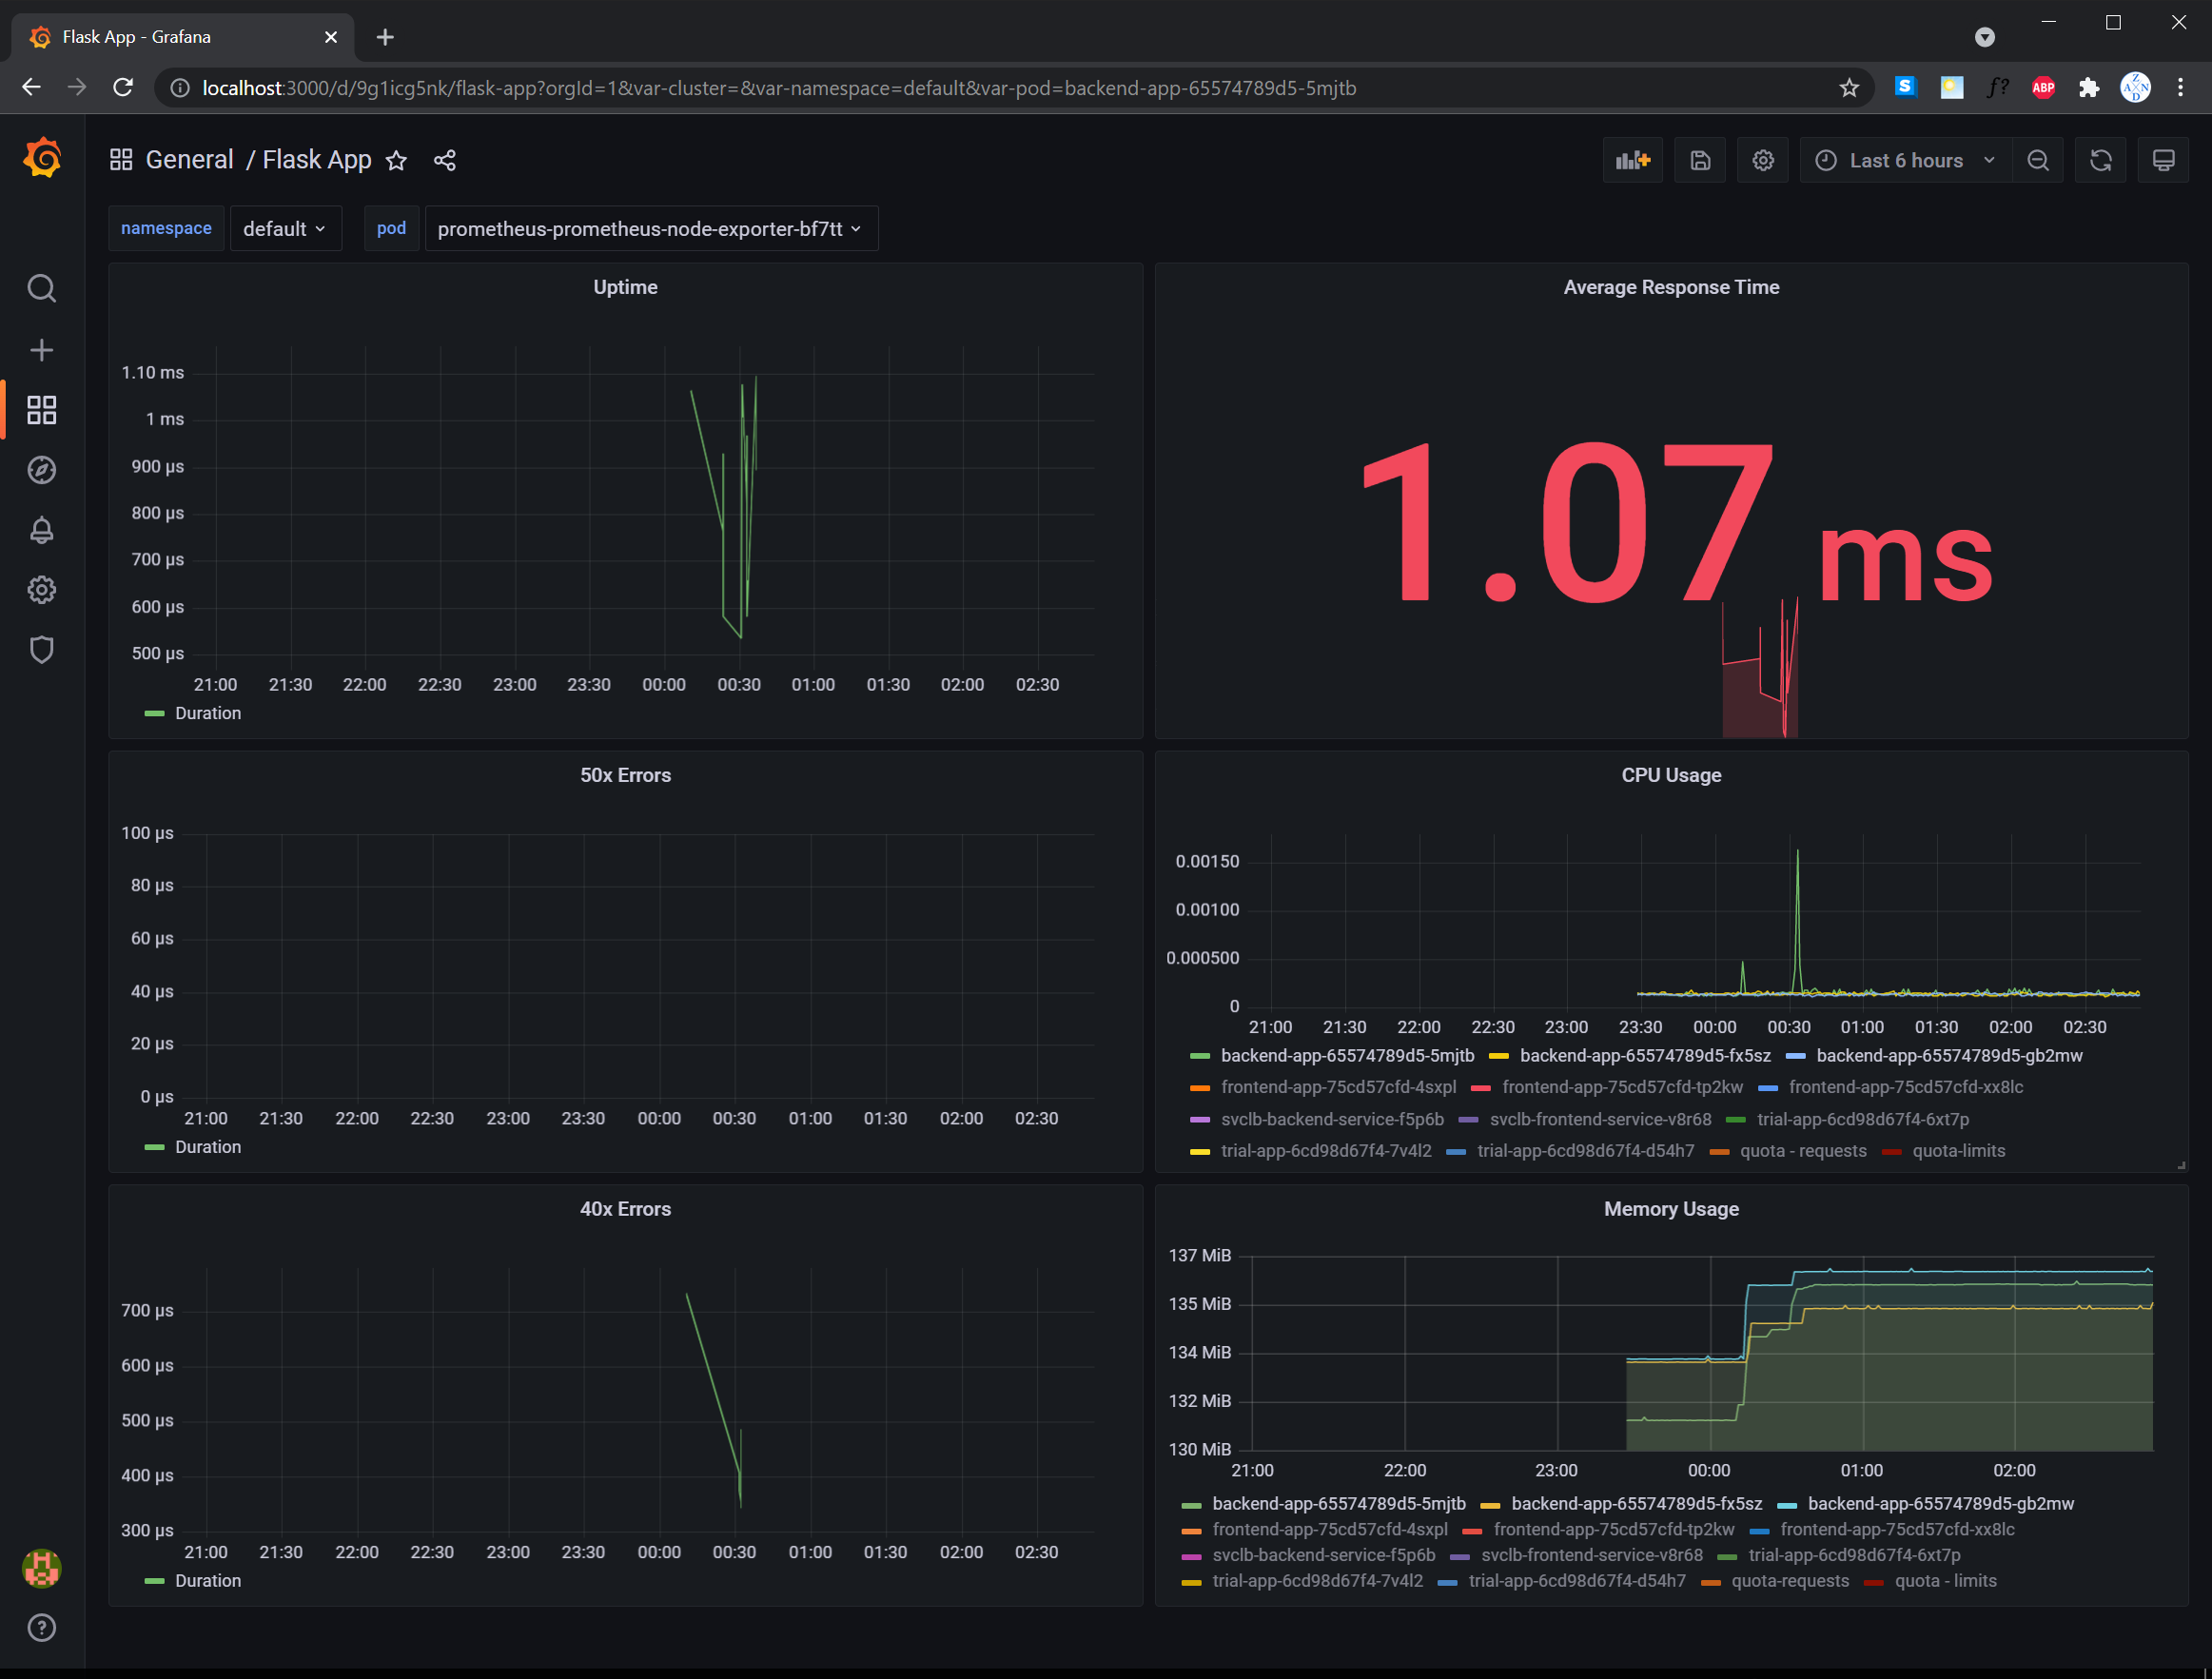 Flask App - Grafana
localhost:3000/d/9g1icg5nk/flask-app?orgId=1&var-cluster=&var-namespace=default&var-pod=backend-app-65574789d5-5mjtb
S f? ABP Z A X N D
General / Flask App
Last 6 hours
namespace default pod prometheus-prometheus-node-exporter-bf7tt
Uptime
1.10 ms
1 ms
900 µs
800 µs
700 µs
600 µs
500 µs
21:00 21:30 22:00 22:30 23:00 23:30 00:00 00:30 01:00 01:30 02:00 02:30
Duration
Average Response Time
1.07 ms
50x Errors
100 µs
80 µs
60 µs
40 µs
20 µs
0 µs
21:00 21:30 22:00 22:30 23:00 23:30 00:00 00:30 01:00 01:30 02:00 02:30
Duration
CPU Usage
0.00150
0.00100
0.000500
0
21:00 21:30 22:00 22:30 23:00 23:30 00:00 00:30 01:00 01:30 02:00 02:30
backend-app-65574789d5-5mjtb backend-app-65574789d5-fx5sz backend-app-65574789d5-gb2mw
frontend-app-75cd57cfd-4sxpl frontend-app-75cd57cfd-tp2kw frontend-app-75cd57cfd-xx8lc
svclb-backend-service-f5p6b svclb-frontend-service-v8r68 trial-app-6cd98d67f4-6xt7p
trial-app-6cd98d67f4-7v4l2 trial-app-6cd98d67f4-d54h7 quota - requests quota-limits
40x Errors
700 µs
600 µs
500 µs
400 µs
300 µs
21:00 21:30 22:00 22:30 23:00 23:30 00:00 00:30 01:00 01:30 02:00 02:30
Duration
Memory Usage
137 MiB
135 MiB
134 MiB
132 MiB
130 MiB
21:00 22:00 23:00 00:00 01:00 02:00
backend-app-65574789d5-5mjtb backend-app-65574789d5-fx5sz backend-app-65574789d5-gb2mw
frontend-app-75cd57cfd-4sxpl frontend-app-75cd57cfd-tp2kw frontend-app-75cd57cfd-xx8lc
svclb-backend-service-f5p6b svclb-frontend-service-v8r68 trial-app-6cd98d67f4-6xt7p
trial-app-6cd98d67f4-7v4l2 trial-app-6cd98d67f4-d54h7 quota-requests quota - limits